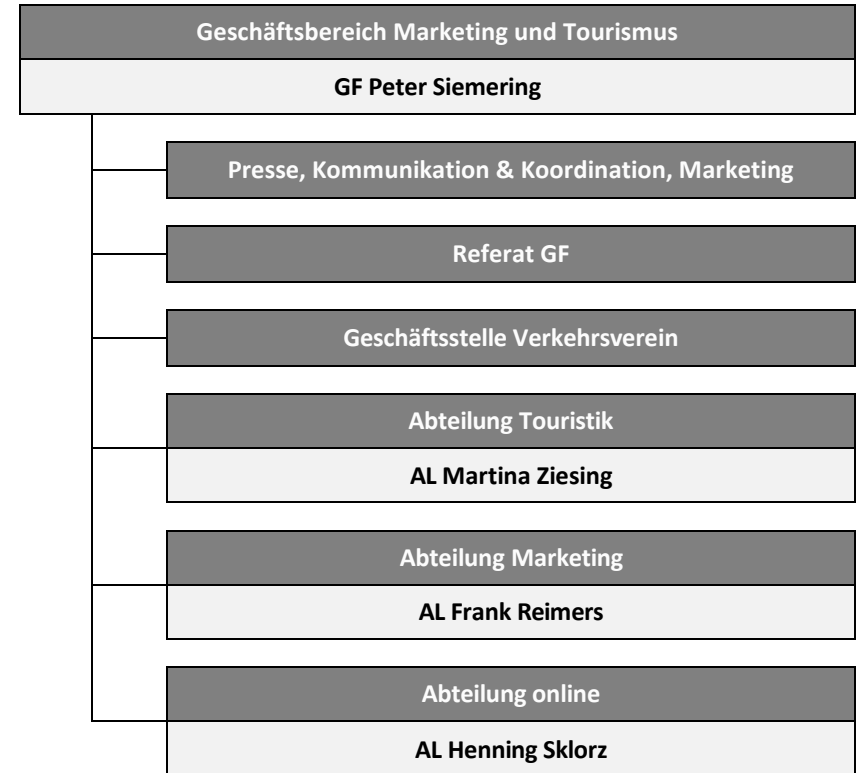 Geschäftsbereich Marketing und Tourismus
GF Peter Siemering
Presse, Kommunikation & Koordination, Marketing
Referat GF
Geschäftsstelle Verkehrsverein
Abteilung Touristik
AL Martina Ziesing
Abteilung Marketing
AL Frank Reimers
Abteilung online
AL Henning Sklorz